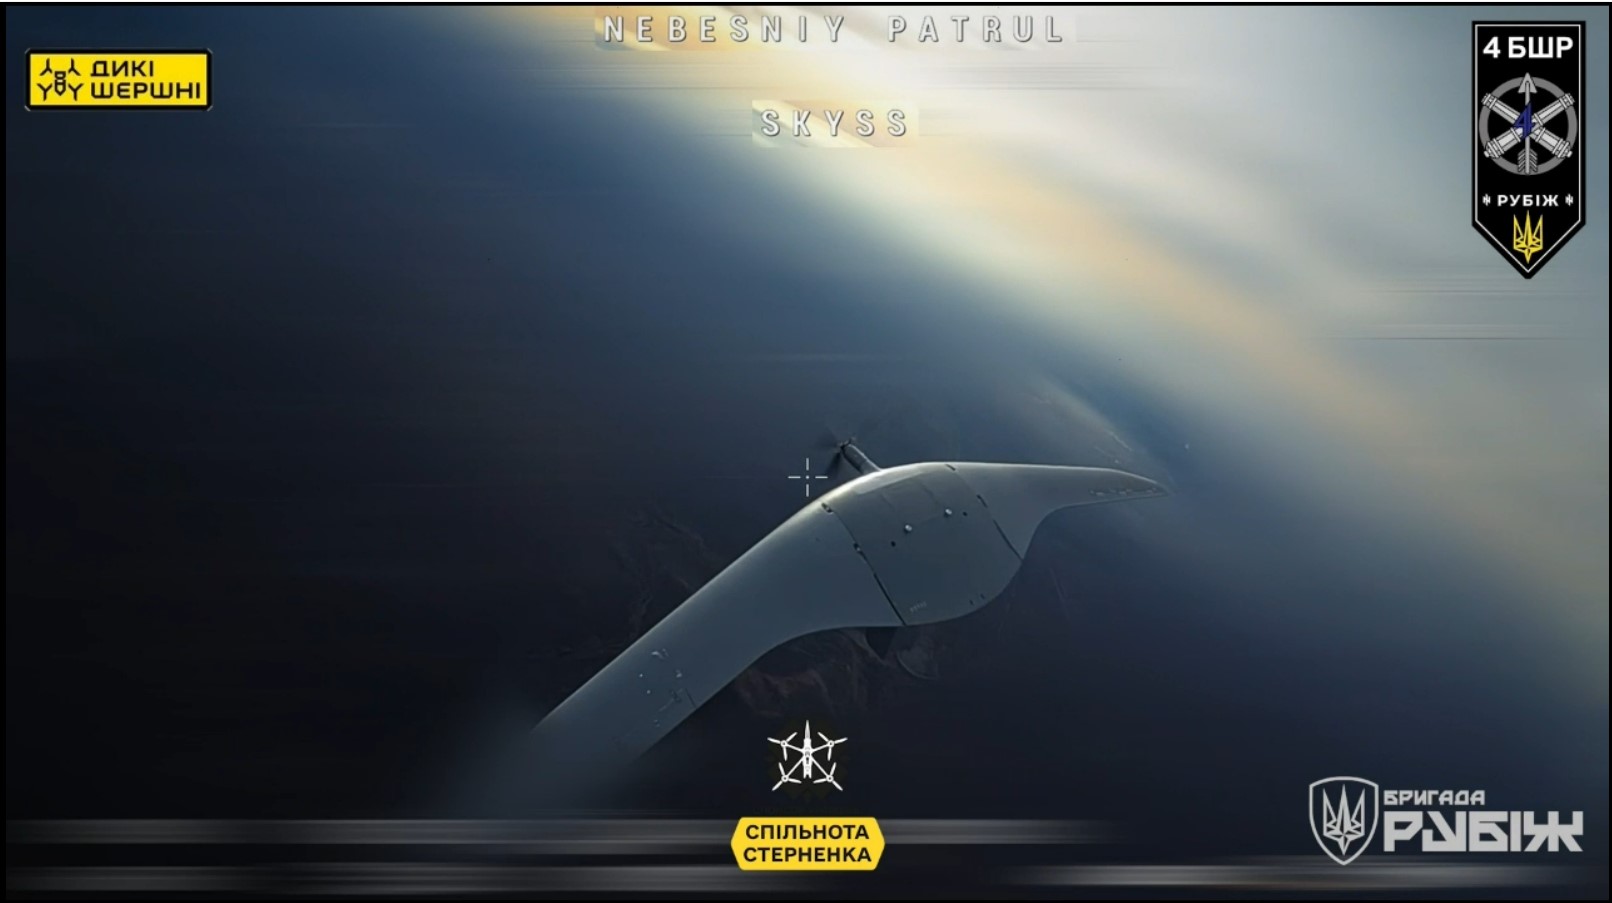 NEBESNIY PATRUL
ДИКІ
ШЕРШНІ
4 БШР
SKYSS
4
РУБІЖ
СПІЛЬНОТА
СТЕРНЕНКА
БРИГАДА
РУБІЖ